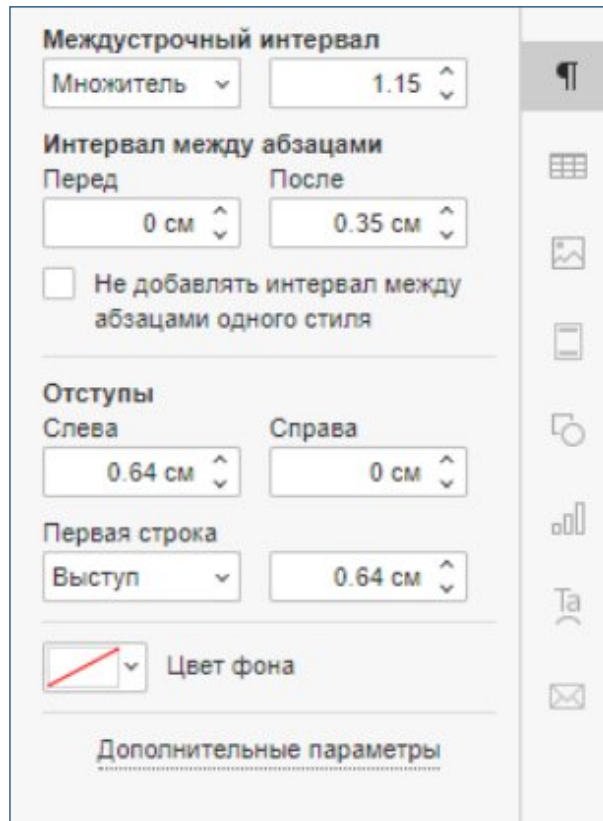 Междустрочный интервал
Множитель 1.15
Интервал между абзацами
Перед После
0 см 0.35 см
Не добавлять интервал между
абзацами одного стиля
Отступы
Слева Справа
0.64 см 0 см
Первая строка
Выступ 0.64 см
Цвет фона
Дополнительные параметры
¶
Ta